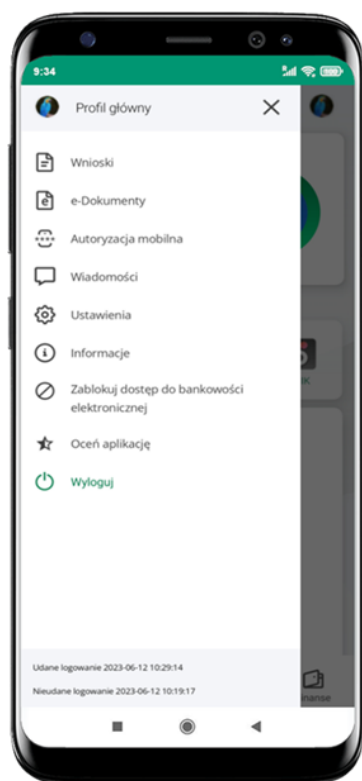 9:34
Profil główny
Wnioski
e-Dokumenty
Autoryzacja mobilna
Wiadomości
Ustawienia
Informacje
Zablokuj dostęp do bankowości
elektronicznej
Oceń aplikację
Wyloguj
Udane logowanie 2023-06-12 10:29:14
Nieudane logowanie 2023-06-12 10:19:17